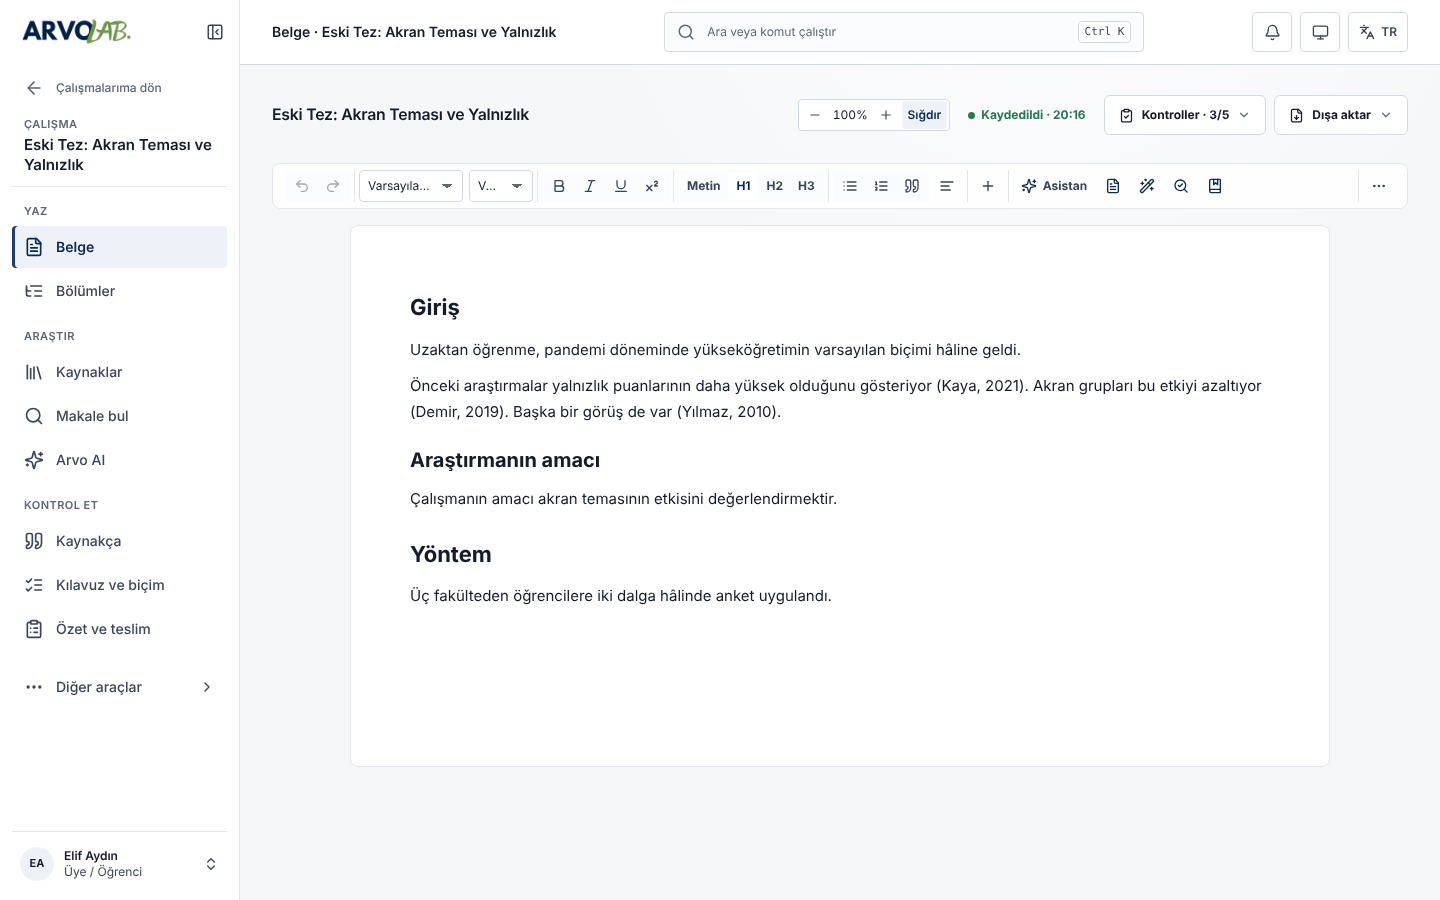 ARVOLAB.
Belge · Eski Tez: Akran Teması ve Yalnızlık
Ara veya komut çalıştır
Ctrl K
TR
Çalışmalarıma dön
ÇALIŞMA
Eski Tez: Akran Teması ve
Yalnızlık
YAZ
Belge
Bölümler
ARAŞTIR
Kaynaklar
Makale bul
Arvo AI
KONTROL ET
Kaynakça
Kılavuz ve biçim
Özet ve teslim
Diğer araçlar
EA
Elif Aydın
Üye / Öğrenci
Eski Tez: Akran Teması ve Yalnızlık
100%
Sığdır
Kaydedildi · 20:16
Kontroller · 3/5
Dışa aktar
Varsayıla...
V...
B I U x²
Metin H1 H2 H3
Asistan
Giriş
Uzaktan öğrenme, pandemi döneminde yükseköğretimin varsayılan biçimi hâline geldi.
Önceki araştırmalar yalnızlık puanlarının daha yüksek olduğunu gösteriyor (Kaya, 2021). Akran grupları bu etkiyi azaltıyor
(Demir, 2019). Başka bir görüş de var (Yılmaz, 2010).
Araştırmanın amacı
Çalışmanın amacı akran temasının etkisini değerlendirmektir.
Yöntem
Üç fakülteden öğrencilere iki dalga hâlinde anket uygulandı.